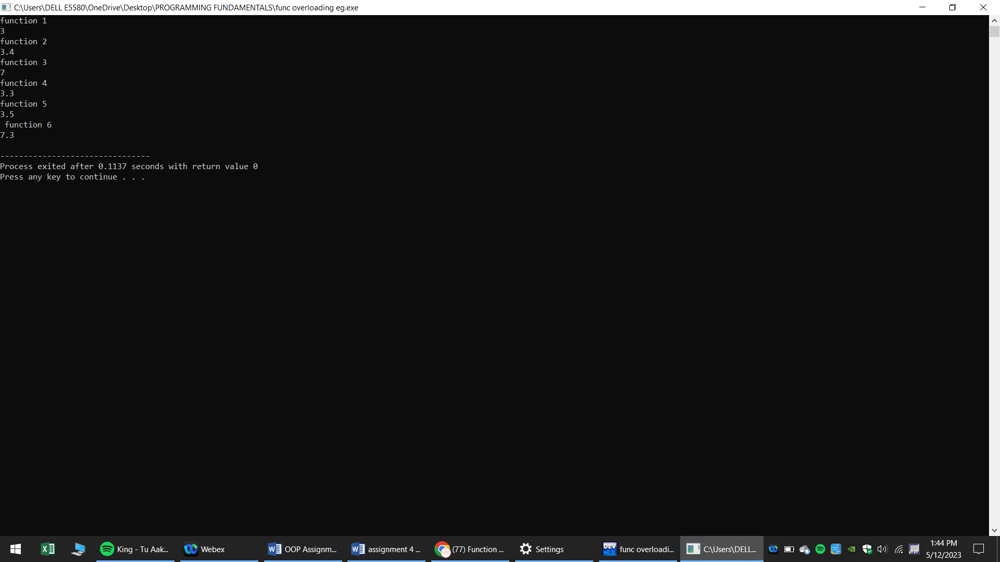 C:\Users\DELL E5580\OneDrive\Desktop\PROGRAMMING FUNDAMENTALS\func overloading eg.exe
function 1
3
function 2
3.4
function 3
7
function 4
3.3
function 5
3.5
 function 6
7.3
--------------------------------
Process exited after 0.1137 seconds with return value 0
Press any key to continue . . .
King - Tu Aak...
Webex
OOP Assignm...
assignment 4 ...
(77) Function ...
Settings
DEV
func overloadi...
C:\Users\DELL...
1:44 PM
5/12/2023